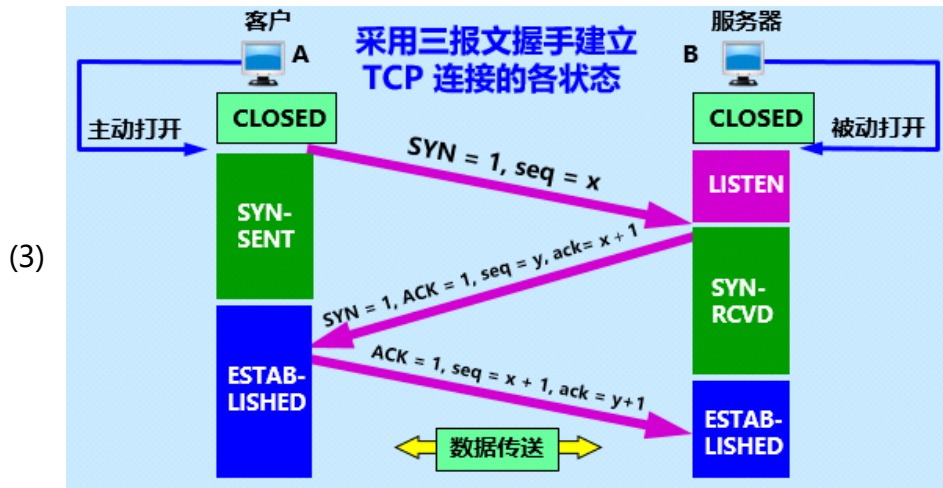 客户
服务器
A
采用三报文握手建立
TCP 连接的各状态
B
CLOSED
CLOSED
主动打开
被动打开
SYN = 1, seq = x
LISTEN
SYN-
SENT
(3)
SYN = 1, ACK = 1, seq = y, ack= x + 1
SYN-
RCVD
ACK = 1, seq = x + 1, ack = y+1
ESTAB-
LISHED
ESTAB-
LISHED
数据传送